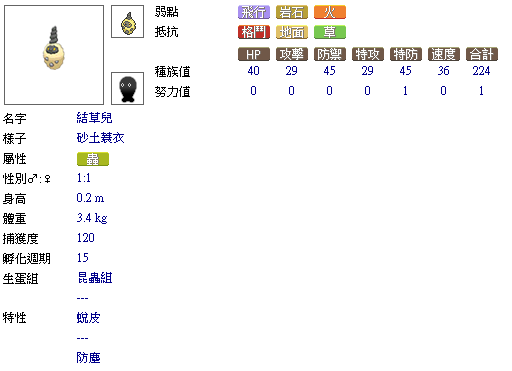 弱點 飛行 岩石 火
抵抗 格鬥 地面 草
HP 攻擊 防禦 特攻 特防 速度 合計
種族值 40 29 45 29 45 36 224
努力值 0 0 0 0 1 0 1
名字 結草兒
樣子 砂土蓑衣
屬性 蟲
性別♂:♀ 1:1
身高 0.2 m
體重 3.4 kg
捕獲度 120
孵化週期 15
生蛋組 昆蟲組
---
特性 蛻皮
---
防塵